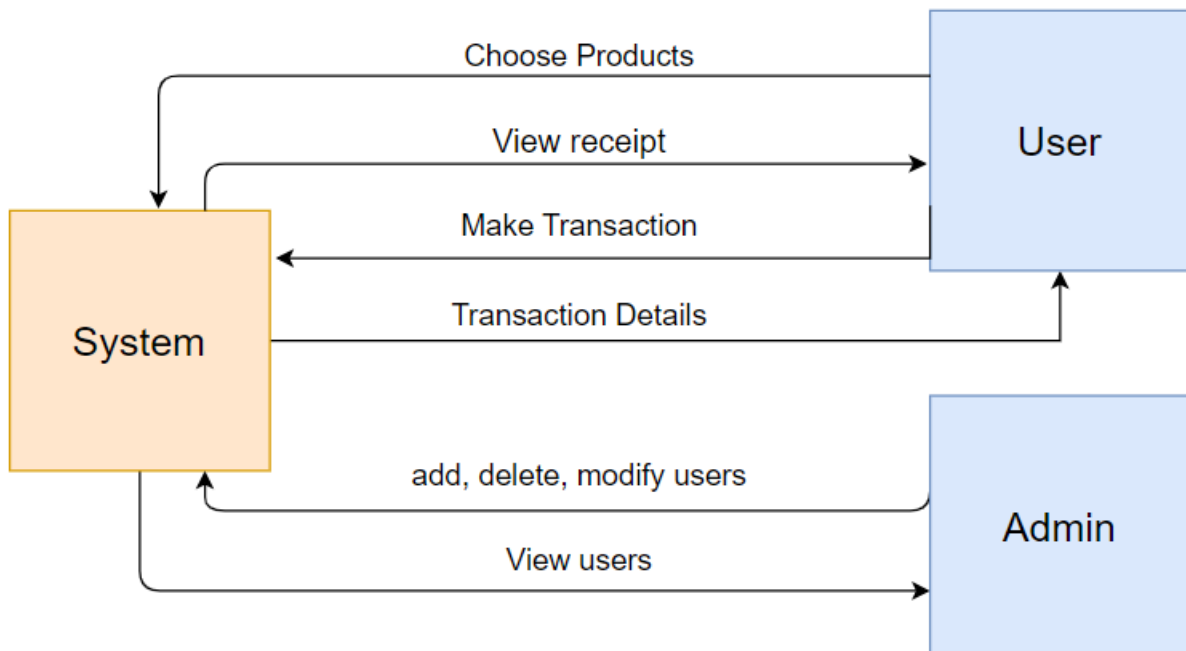 Choose Products
User
View receipt
Make Transaction
Transaction Details
System
add, delete, modify users
Admin
View users